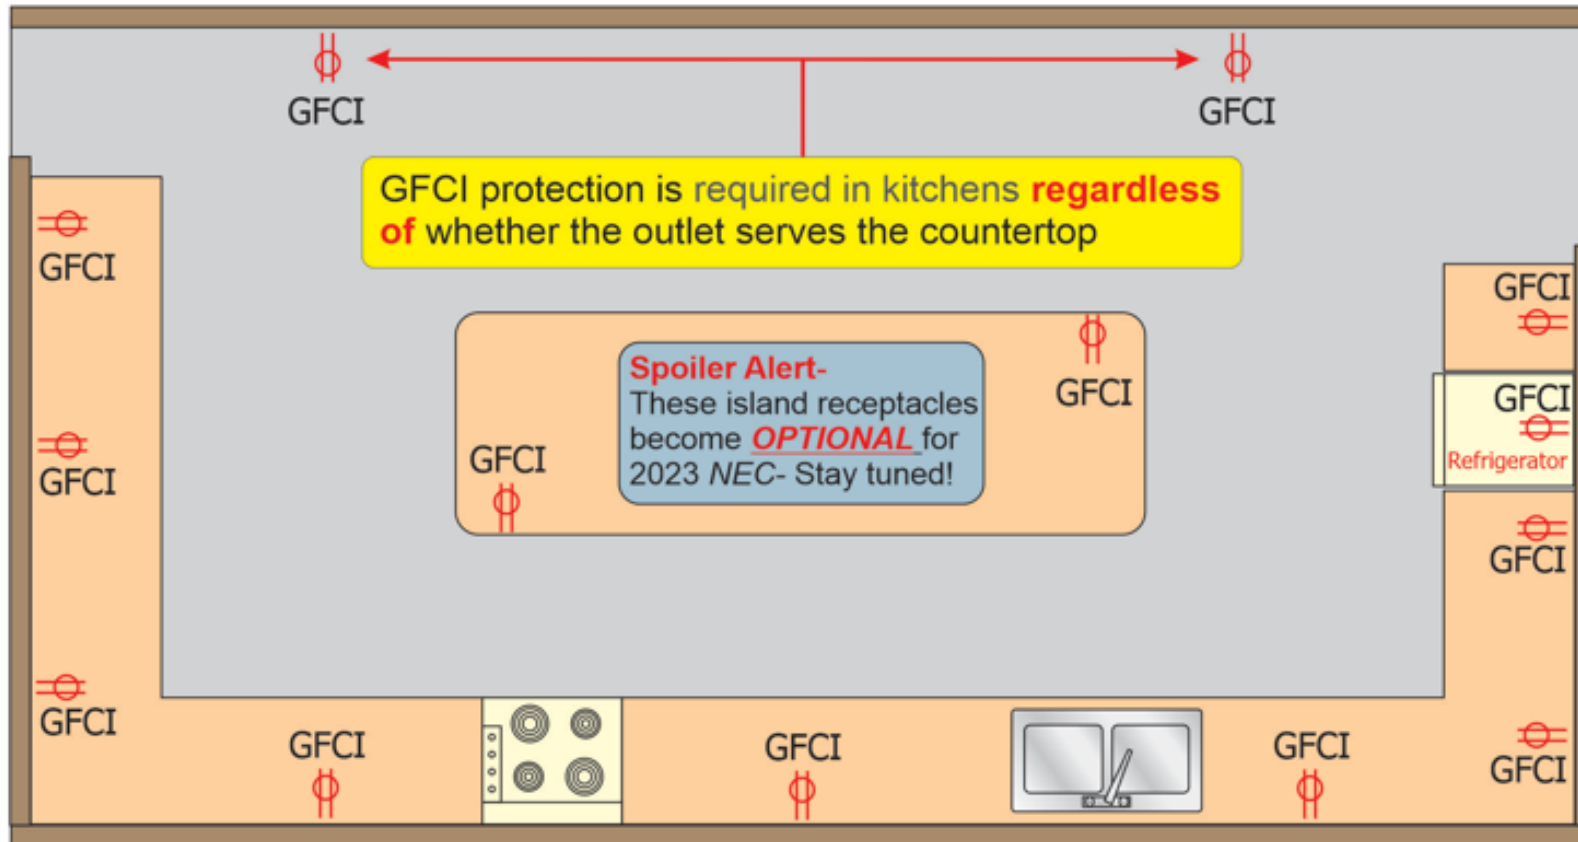 GFCI
GFCI
GFCI protection is required in kitchens regardless
of whether the outlet serves the countertop
GFCI
GFCI
GFCI
Spoiler Alert-
These island receptacles
become OPTIONAL for
2023 NEC- Stay tuned!
GFCI
GFCI
GFCI
GFCI
Refrigerator
GFCI
GFCI
GFCI
GFCI
GFCI
GFCI